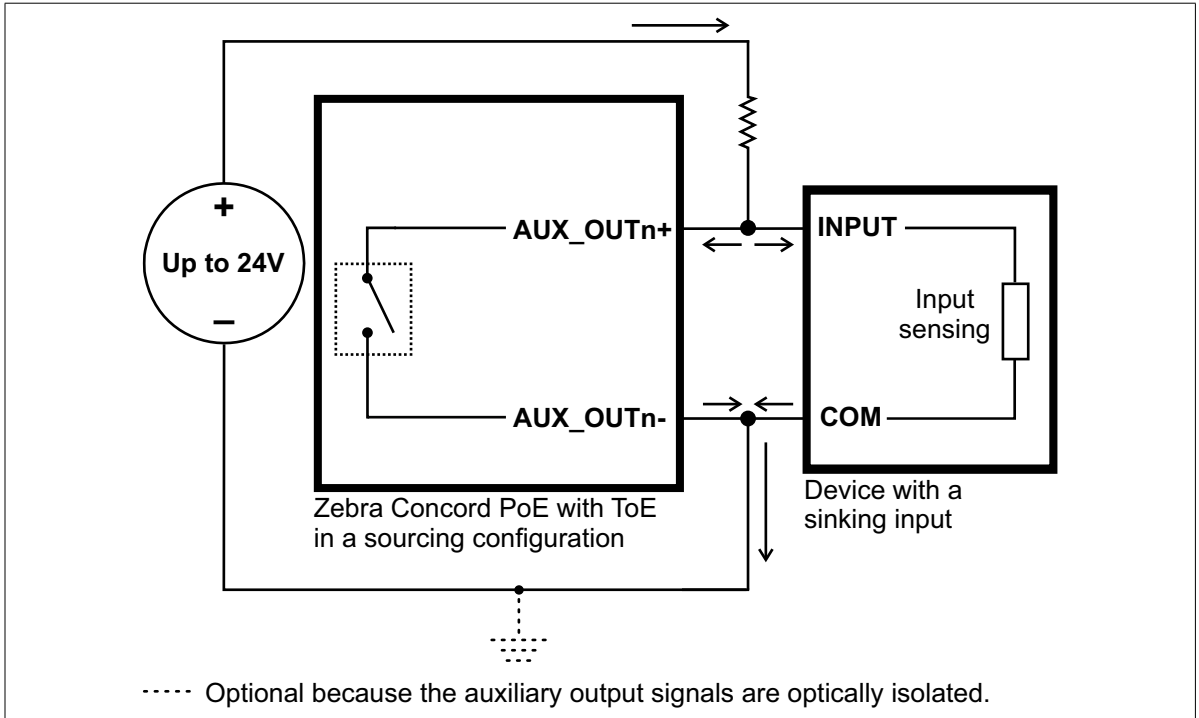 +
Up to 24V
–
AUX_OUTn+
AUX_OUTn-
Zebra Concord PoE with ToE
in a sourcing configuration
INPUT
Input
sensing
COM
Device with a
sinking input
Optional because the auxiliary output signals are optically isolated.